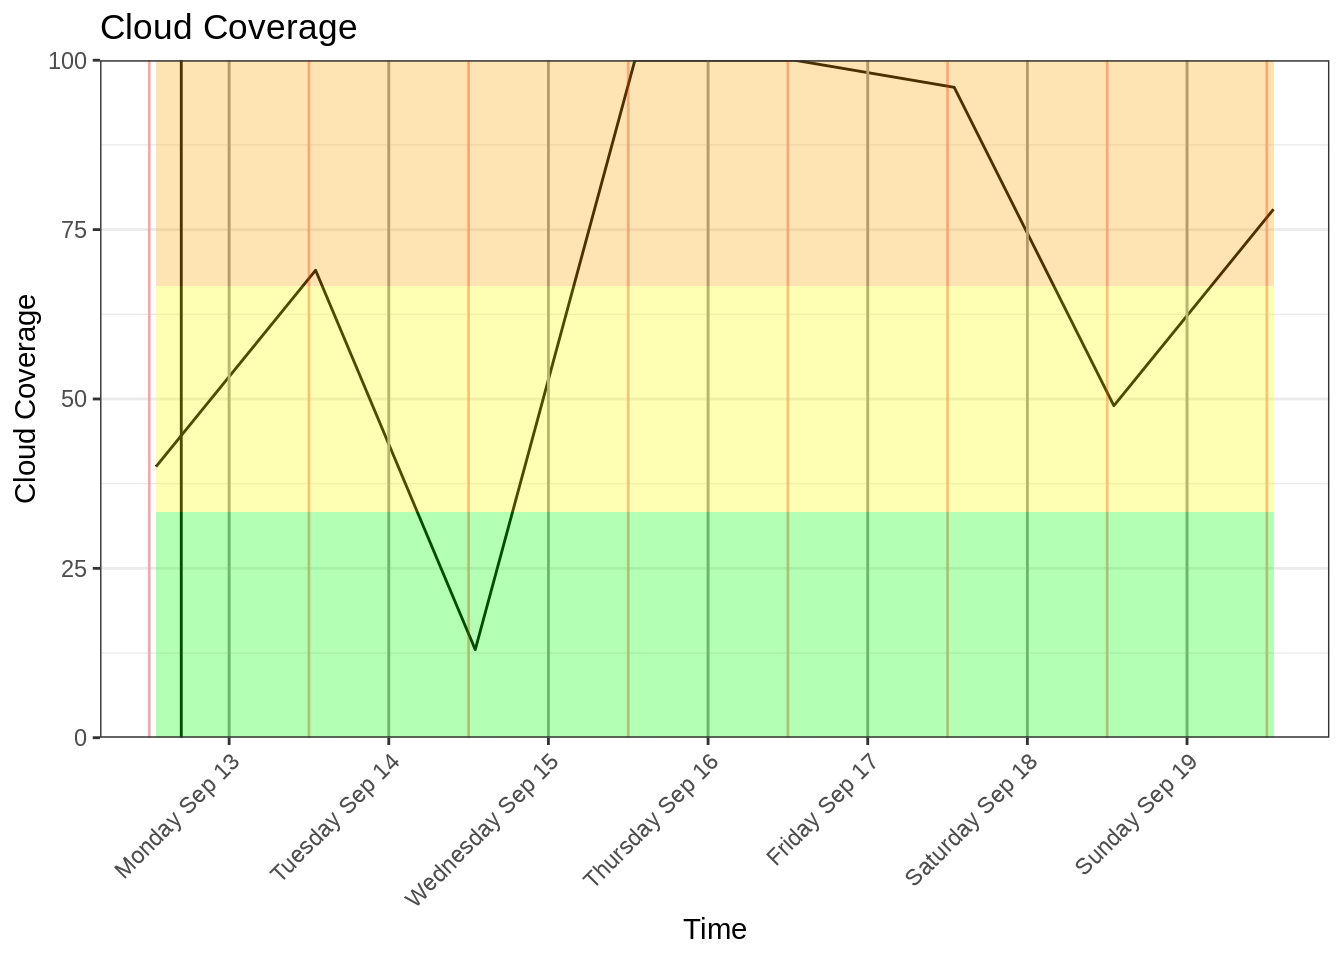 Cloud Coverage
100
75
50
25
0
Cloud Coverage
Monday Sep 13
Tuesday Sep 14
Wednesday Sep 15
Thursday Sep 16
Friday Sep 17
Saturday Sep 18
Sunday Sep 19
Time